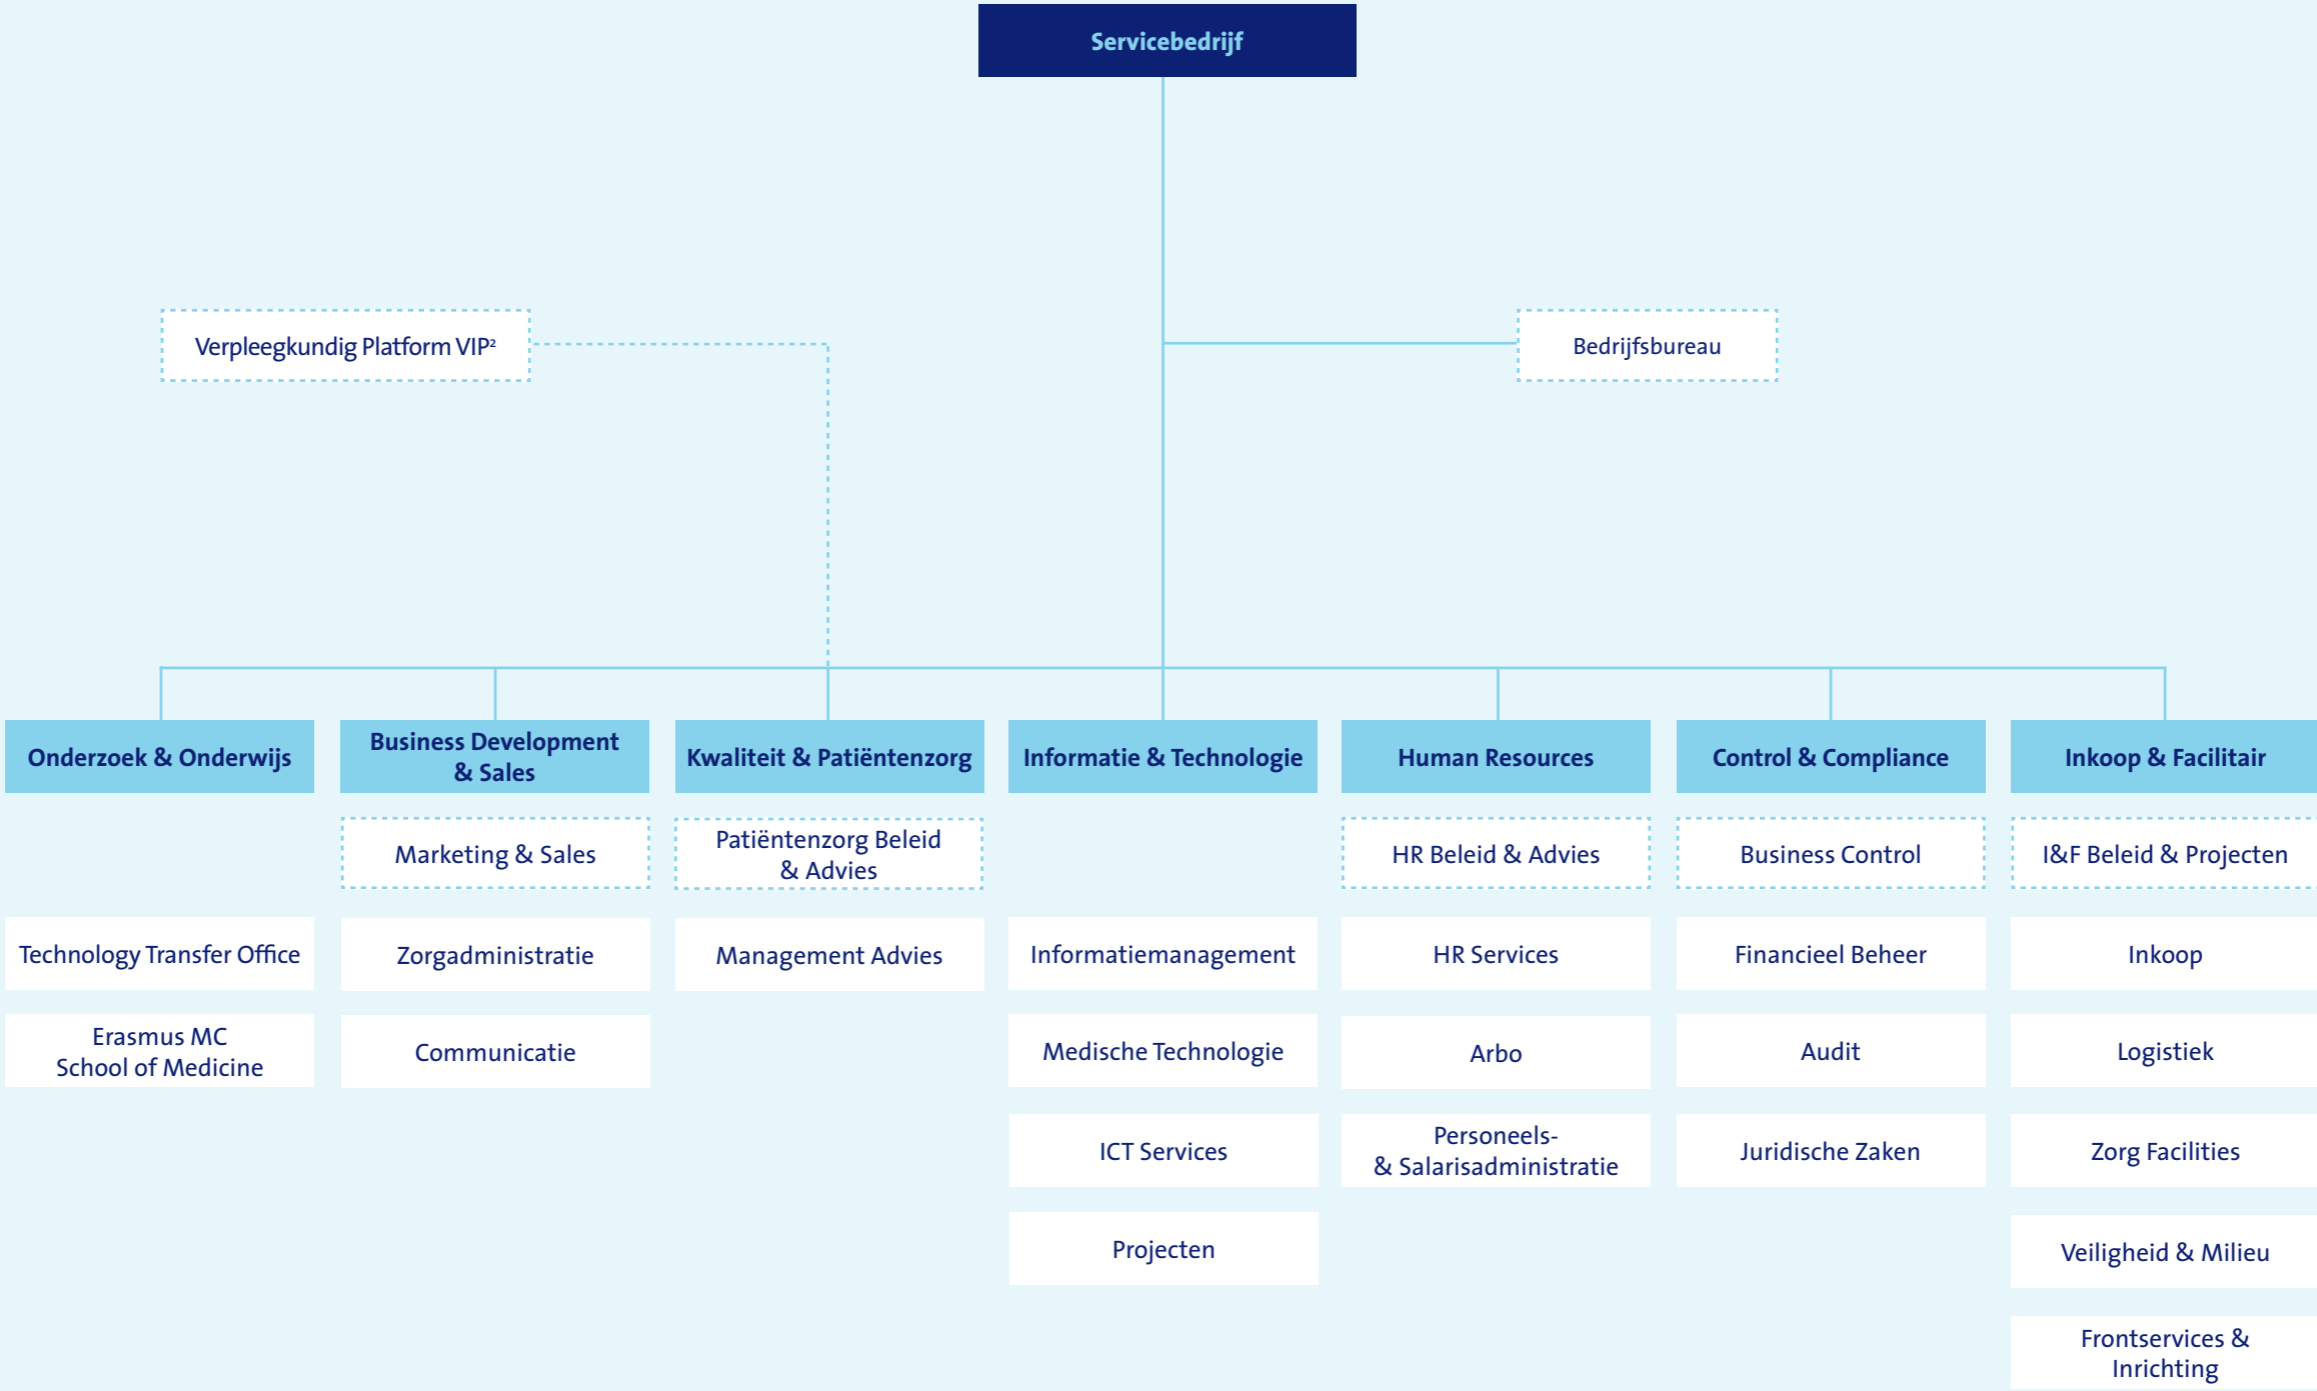 Servicebedrijf
Verpleegkundig Platform VIP²
Bedrijfsbureau
Onderzoek & Onderwijs
Business Development
& Sales
Kwaliteit & Patiëntenzorg
Informatie & Technologie
Human Resources
Control & Compliance
Inkoop & Facilitair
Marketing & Sales
Patiëntenzorg Beleid
& Advies
HR Beleid & Advies
Business Control
I&F Beleid & Projecten
Technology Transfer Office
Zorgadministratie
Management Advies
Informatiemanagement
HR Services
Financieel Beheer
Inkoop
Erasmus MC
School of Medicine
Communicatie
Medische Technologie
Arbo
Audit
Logistiek
ICT Services
Personeels-
& Salarisadministratie
Juridische Zaken
Zorg Facilities
Projecten
Veiligheid & Milieu
Frontservices &
Inrichting